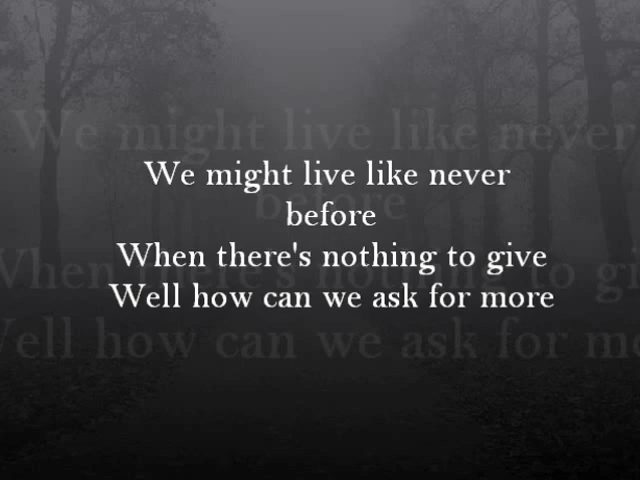 We might live like never
before
When there's nothing to give
Well how can we ask for more